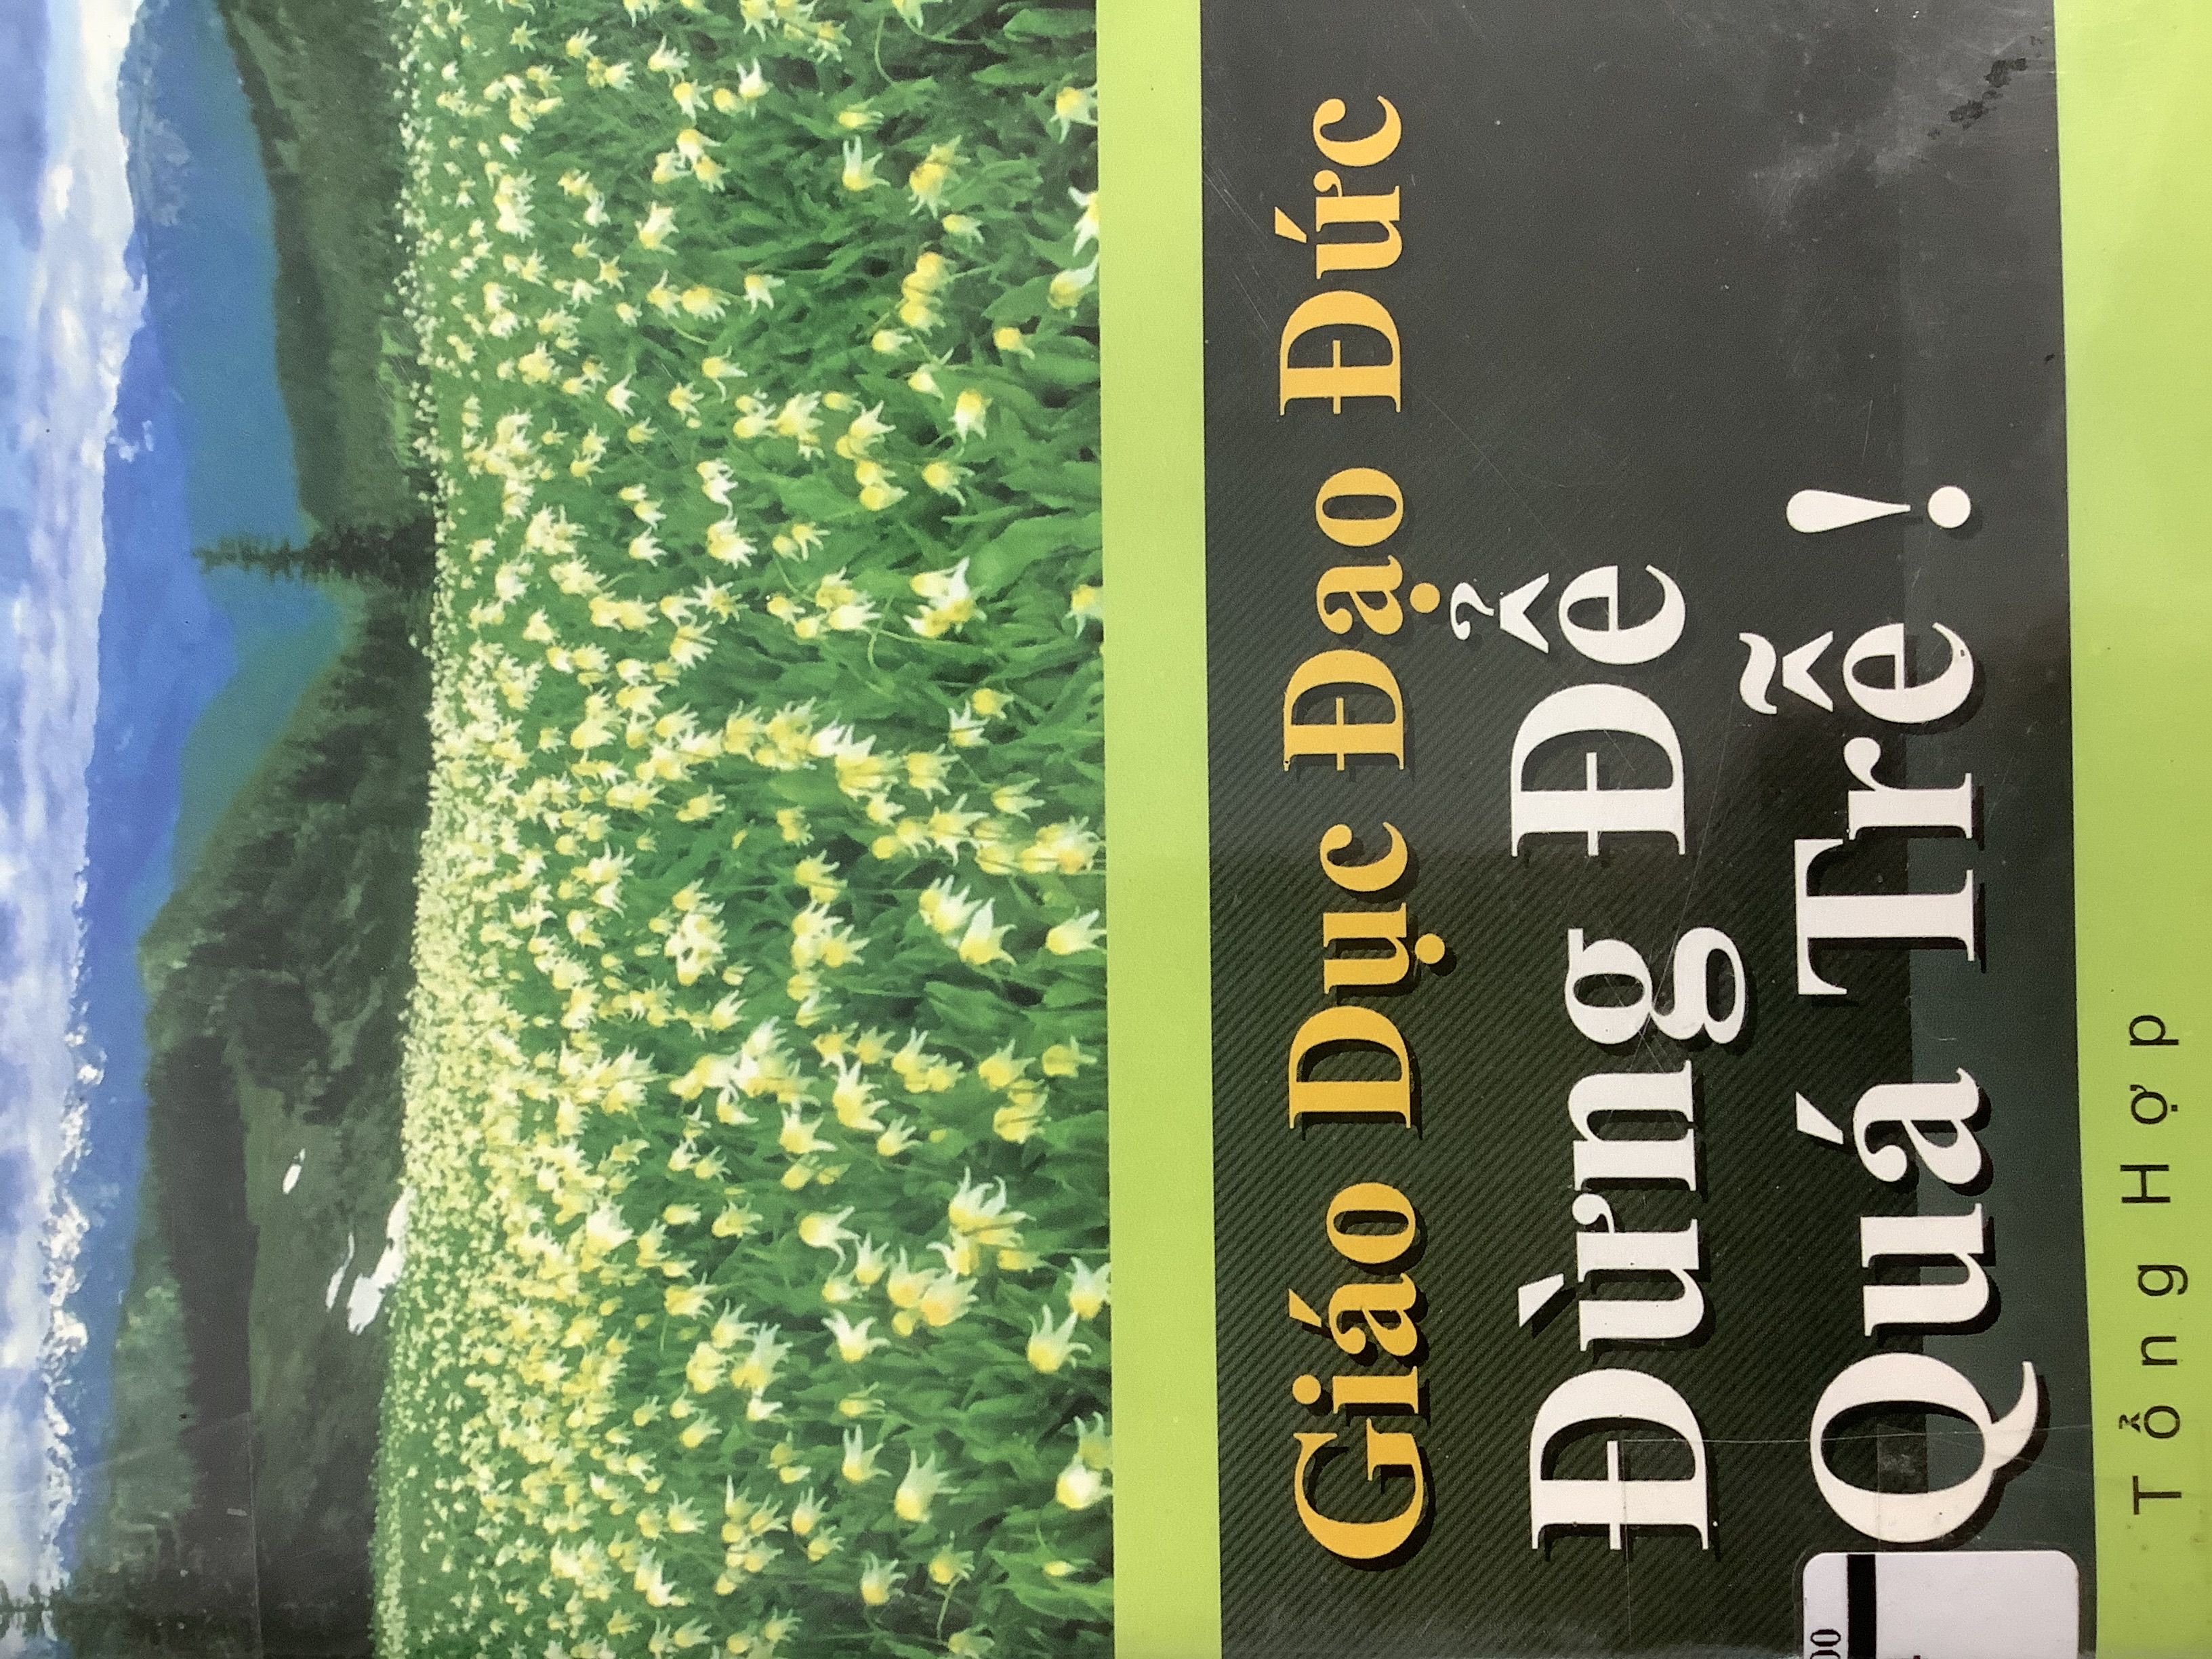 Giáo Dục Đạo Đức
Đừng Để
Quá Trễ !
Tổng Hợp